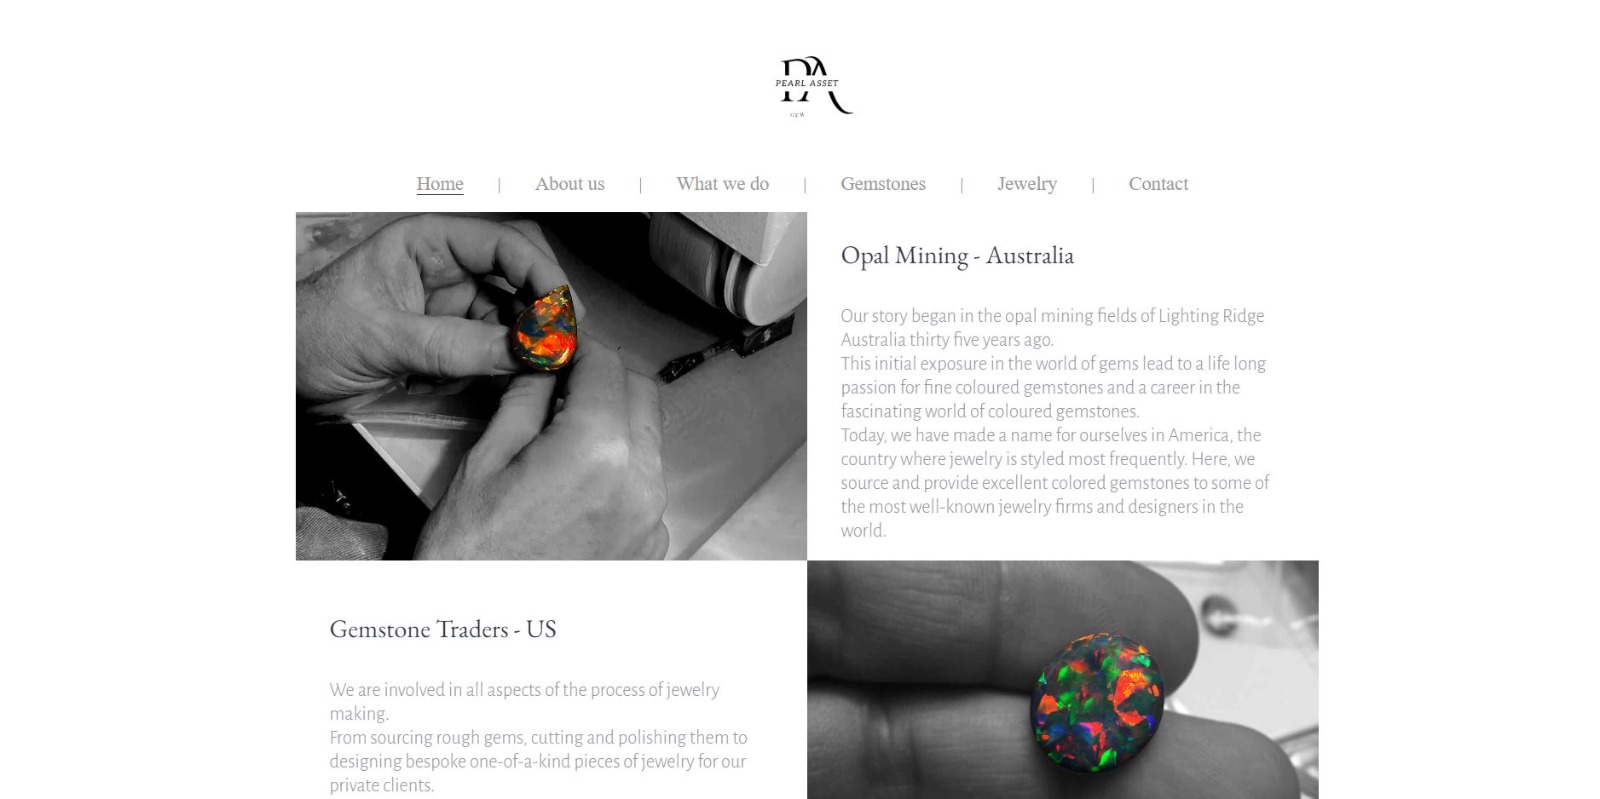 PA
PEARL ASSET
GEM
Home | About us | What we do | Gemstones | Jewelry | Contact
Opal Mining - Australia
Our story began in the opal mining fields of Lighting Ridge
Australia thirty five years ago.
This initial exposure in the world of gems lead to a life long
passion for fine coloured gemstones and a career in the
fascinating world of coloured gemstones.
Today, we have made a name for ourselves in America, the
country where jewelry is styled most frequently. Here, we
source and provide excellent colored gemstones to some of
the most well-known jewelry firms and designers in the
world.
Gemstone Traders - US
We are involved in all aspects of the process of jewelry
making.
From sourcing rough gems, cutting and polishing them to
designing bespoke one-of-a-kind pieces of jewelry for our
private clients.